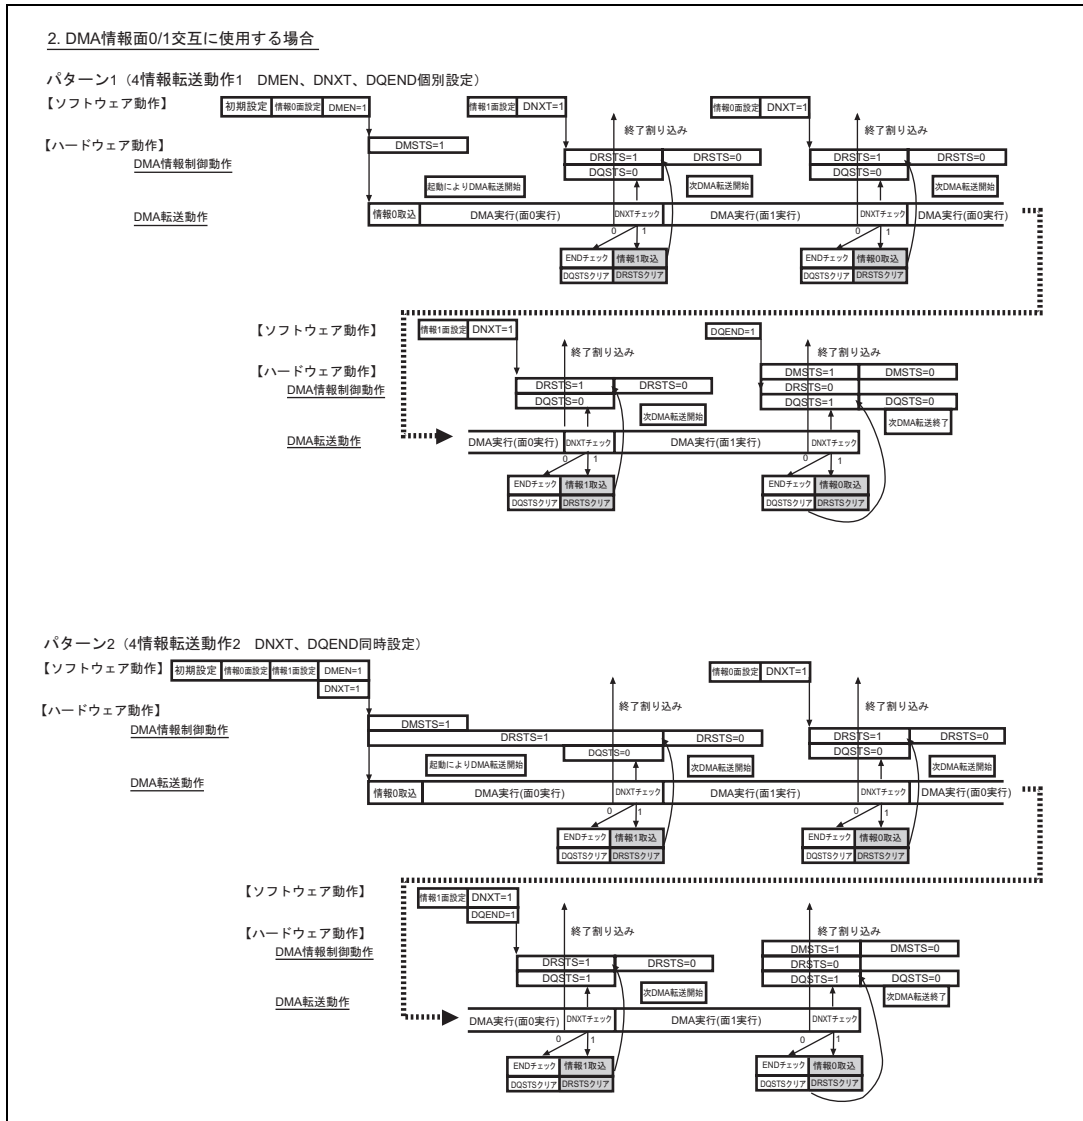 2. DMA情報面0/1交互に使用する場合
パターン1（4情報転送動作1　DMEN、DNXT、DQEND個別設定）
【ソフトウェア動作】 初期設定 情報0面設定 DMEN=1 情報1面設定 DNXT=1 情報0面設定 DNXT=1
終了割り込み 終了割り込み
【ハードウェア動作】 DMSTS=1
DMA情報制御動作 DRSTS=1 DRSTS=0 DRSTS=1 DRSTS=0
DQSTS=0 DQSTS=0
起動によりDMA転送開始 次DMA転送開始 次DMA転送開始
DMA転送動作 情報0取込 DMA実行(面0実行) DNXTチェック DMA実行(面1実行) DNXTチェック DMA実行(面0実行)
0 1 0 1
ENDチェック 情報1取込 ENDチェック 情報0取込
DQSTSクリア DRSTSクリア DQSTSクリア DRSTSクリア
【ソフトウェア動作】 情報1面設定 DNXT=1 DQEND=1
終了割り込み 終了割り込み
【ハードウェア動作】 DMSTS=1 DMSTS=0
DMA情報制御動作 DRSTS=1 DRSTS=0 DRSTS=0
DQSTS=0 DQSTS=1 DQSTS=0
次DMA転送開始 次DMA転送終了
DMA転送動作 DMA実行(面0実行) DNXTチェック DMA実行(面1実行) DNXTチェック
0 1 0 1
ENDチェック 情報1取込 ENDチェック 情報0取込
DQSTSクリア DRSTSクリア DQSTSクリア DRSTSクリア
パターン2（4情報転送動作2　DNXT、DQEND同時設定）
【ソフトウェア動作】 初期設定 情報0面設定 情報1面設定 DMEN=1 情報0面設定 DNXT=1
DNXT=1
終了割り込み 終了割り込み
【ハードウェア動作】
DMSTS=1
DMA情報制御動作 DRSTS=1 DRSTS=0 DRSTS=1 DRSTS=0
DQSTS=0 DQSTS=0
起動によりDMA転送開始 次DMA転送開始 次DMA転送開始
DMA転送動作 情報0取込 DMA実行(面0実行) DNXTチェック DMA実行(面1実行) DNXTチェック DMA実行(面0実行)
0 1 0 1
ENDチェック 情報1取込 ENDチェック 情報0取込
DQSTSクリア DRSTSクリア DQSTSクリア DRSTSクリア
【ソフトウェア動作】 情報1面設定 DNXT=1
DQEND=1
【ハードウェア動作】 終了割り込み 終了割り込み
DMA情報制御動作 DMSTS=1 DMSTS=0
DRSTS=1 DRSTS=0 DRSTS=0
DQSTS=1 DQSTS=1 DQSTS=0
次DMA転送開始 次DMA転送終了
DMA転送動作 DMA実行(面0実行) DNXTチェック DMA実行(面1実行) DNXTチェック
0 1 0 1
ENDチェック 情報1取込 ENDチェック 情報0取込
DQSTSクリア DRSTSクリア DQSTSクリア DRSTSクリア